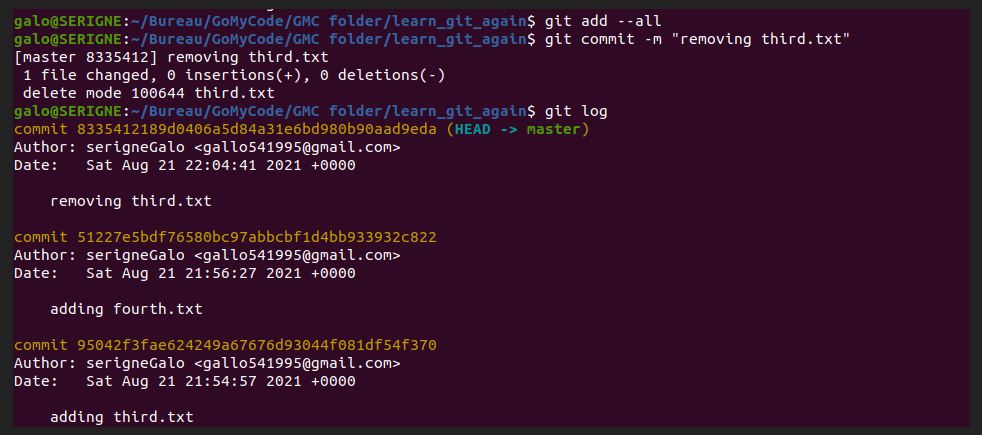 galo@SERIGNE:~/Bureau/GoMyCode/GMC folder/learn_git_again$ git add --all
galo@SERIGNE:~/Bureau/GoMyCode/GMC folder/learn_git_again$ git commit -m "removing third.txt"
[master 8335412] removing third.txt
 1 file changed, 0 insertions(+), 0 deletions(-)
 delete mode 100644 third.txt
galo@SERIGNE:~/Bureau/GoMyCode/GMC folder/learn_git_again$ git log
commit 8335412189d0406a5d84a31e6bd980b90aad9eda (HEAD -> master)
Author: serigneGalo <gallo541995@gmail.com>
Date:   Sat Aug 21 22:04:41 2021 +0000

    removing third.txt

commit 51227e5bdf76580bc97abbcbf1d4bb933932c822
Author: serigneGalo <gallo541995@gmail.com>
Date:   Sat Aug 21 21:56:27 2021 +0000

    adding fourth.txt

commit 95042f3fae624249a67676d93044f081df54f370
Author: serigneGalo <gallo541995@gmail.com>
Date:   Sat Aug 21 21:54:57 2021 +0000

    adding third.txt